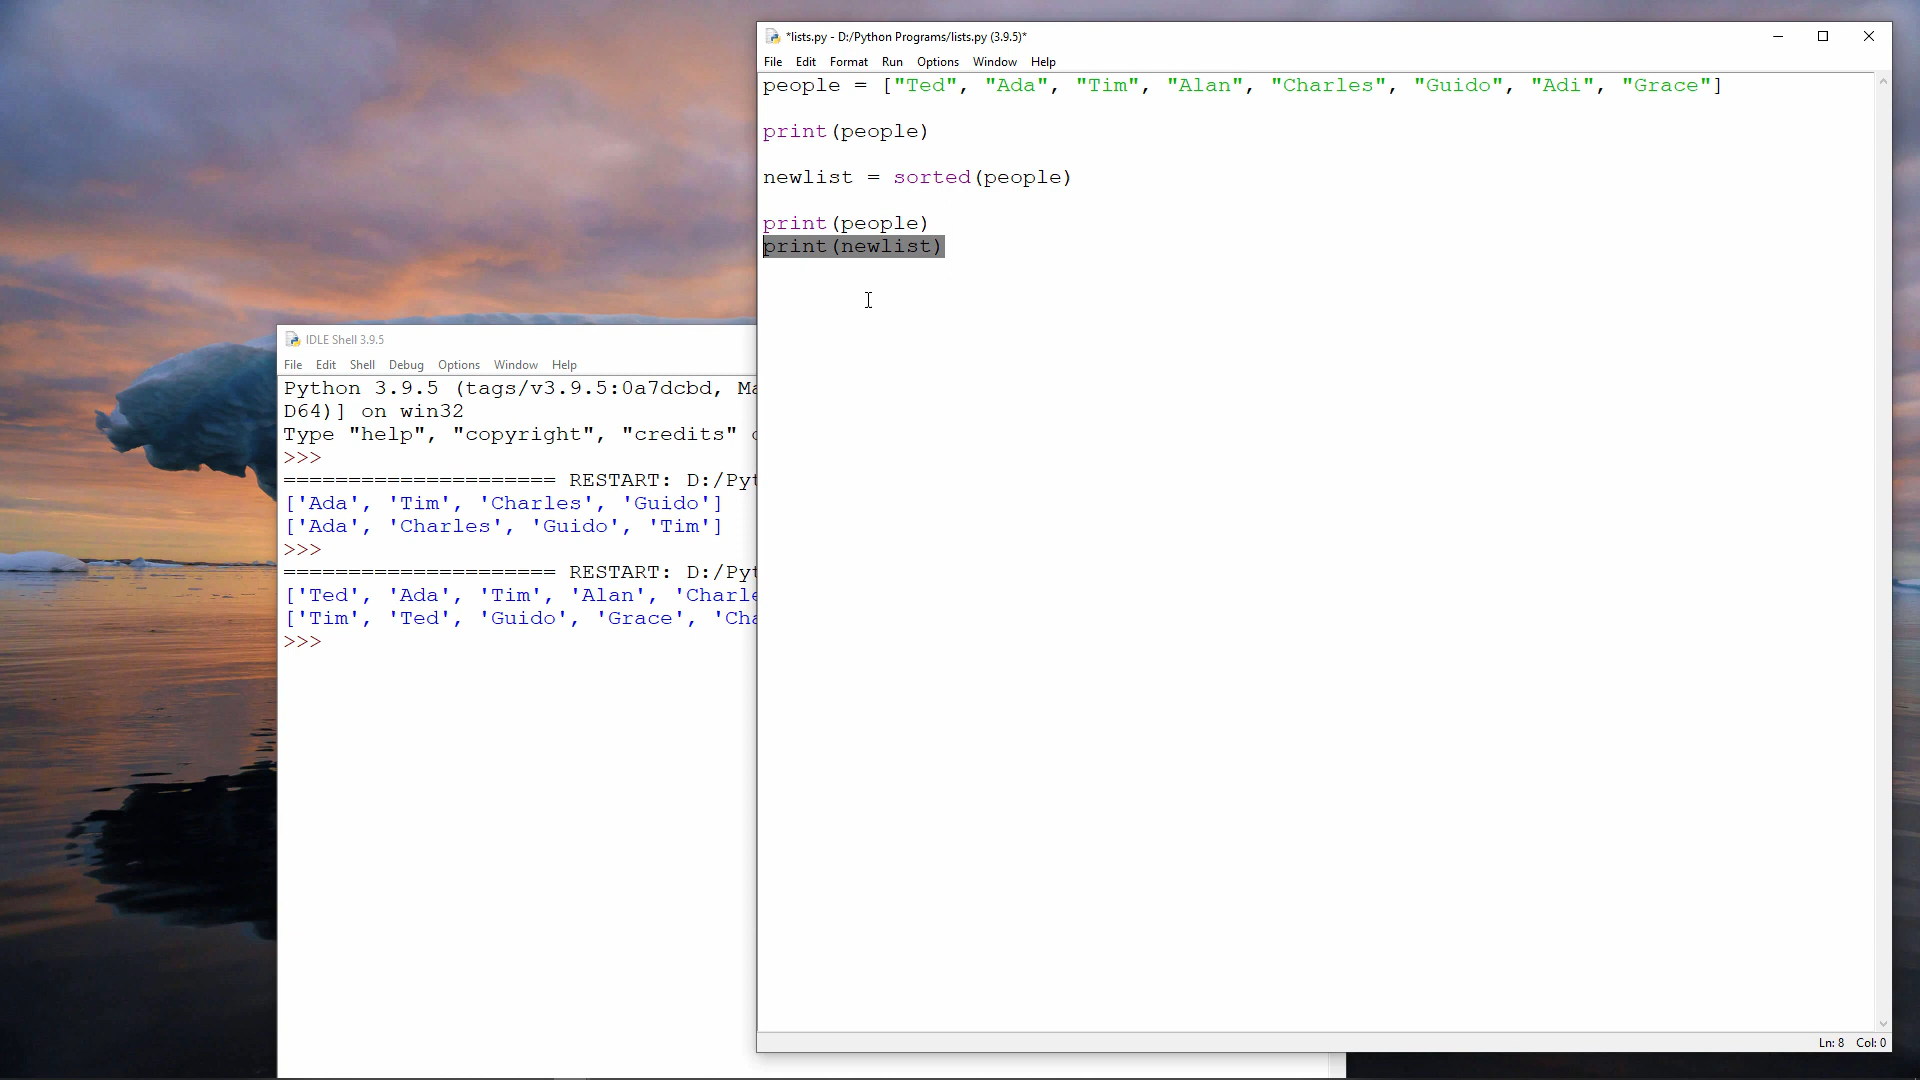 *lists.py - D:/Python Programs/lists.py (3.9.5)*
File Edit Format Run Options Window Help
people = ["Ted", "Ada", "Tim", "Alan", "Charles", "Guido", "Adi", "Grace"]
print(people)
newlist = sorted(people)
print(people)
print(newlist)
Ln: 8 Col: 0
IDLE Shell 3.9.5
File Edit Shell Debug Options Window Help
Python 3.9.5 (tags/v3.9.5:0a7dcbd, Ma
D64)] on win32
Type "help", "copyright", "credits"
>>>
===================== RESTART: D:/Pyt
['Ada', 'Tim', 'Charles', 'Guido']
['Ada', 'Charles', 'Guido', 'Tim']
>>>
===================== RESTART: D:/Pyt
['Ted', 'Ada', 'Tim', 'Alan', 'Charle
['Tim', 'Ted', 'Guido', 'Grace', 'Cha
>>>